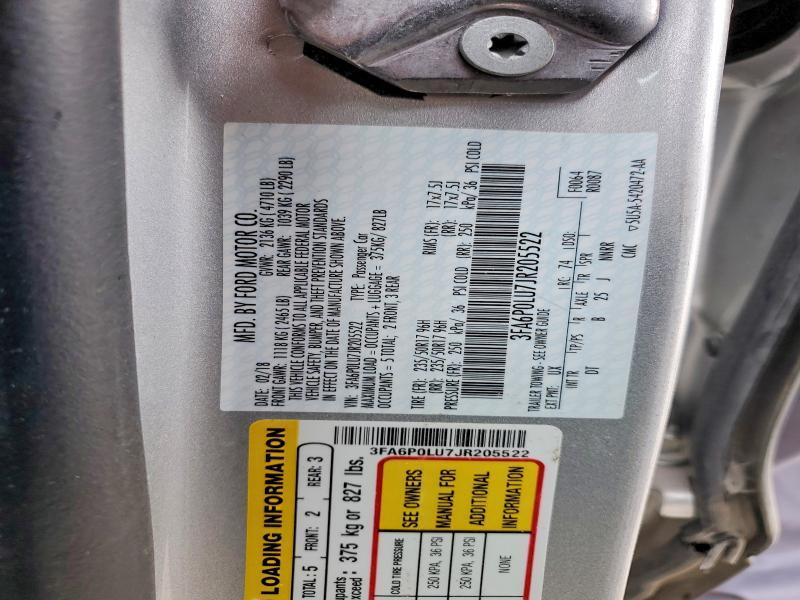 MFD. BY FORD MOTOR CO.
02/18 GVWR: 2136 KG ( 4710 LB)
FRONT GAWR: 1118 KG ( 2465 LB) REAR GAWR: 1039 KG ( 2290 LB)
THIS VEHICLE CONFORMS TO ALL APPLICABLE FEDERAL MOTOR
VEHICLE SAFETY, BUMPER, AND THEFT PREVENTION STANDARDS
IN EFFECT ON THE DATE OF MANUFACTURE SHOWN ABOVE.
VIN: 3FA6P0LU7JR205522 TYPE: Passenger Car
MAXIMUM LOAD = OCCUPANTS + LUGGAGE = 375KG/ 827LB
OCCUPANTS = 5 TOTAL; 2 FRONT, 3 REAR
TIRE (FR): 235/50R17 96H RIMS (FR): 17x7.5J
(RR): 235/50R17 96H (RR): 17x7.5J
PRESSURE (FR): 250 kPa/ 36 PSI COLD (RR): 250 kPa/ 36 PSI COLD
3FA6P0LU7JR205522
TRAILER TOWING - SEE OWNER GUIDE
EXT PNT: UX RC: 74 DSO: F0064
INT TR TP/PS R AXLE TR SPR R0087
DT B 25 J NNRR
CMC ▽5U5A-5420472-AA
LOADING INFORMATION
TOTAL: 5 FRONT: 2 REAR: 3
upants
exceed: 375 kg or 827 lbs.
3FA6P0LU7JR205522
COLD TIRE PRESSURE SEE OWNERS
250 KPA, 36 PSI MANUAL FOR
250 KPA, 36 PSI ADDITIONAL
NONE INFORMATION